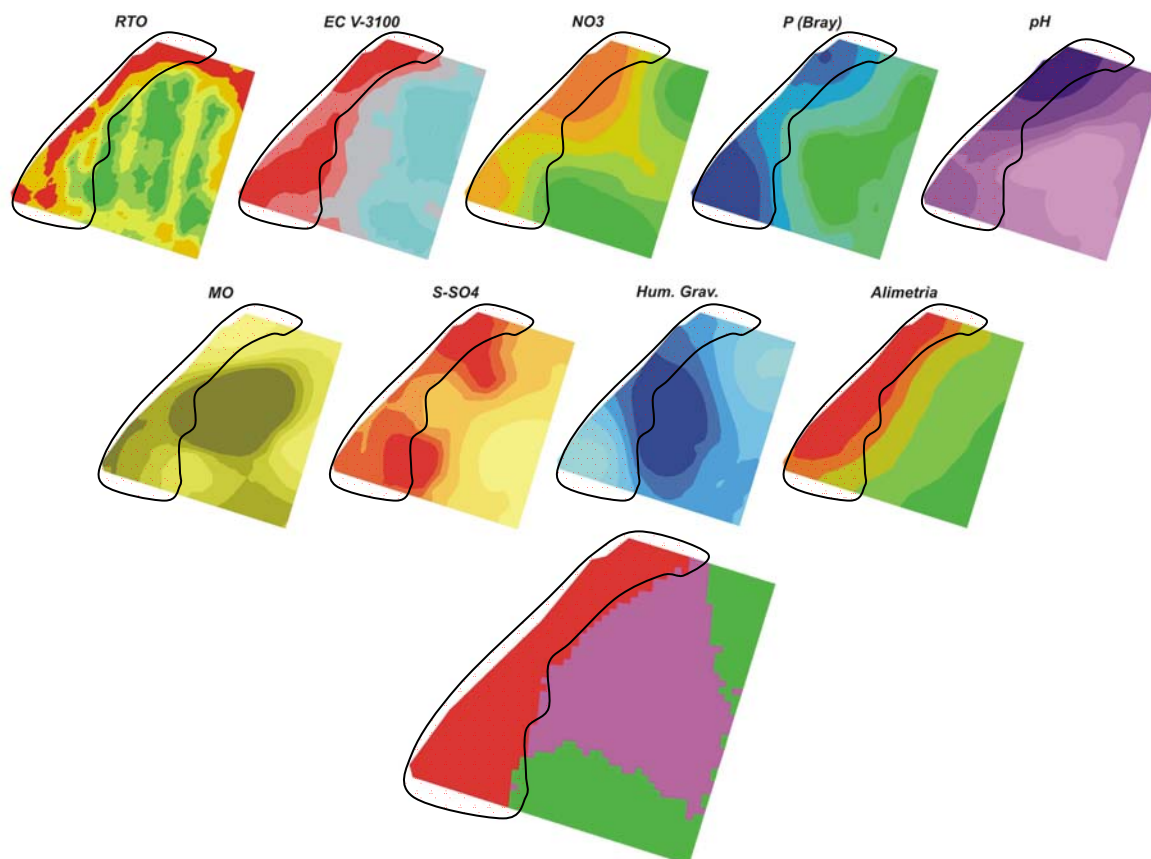 RTO
EC V-3100
NO3
P (Bray)
pH
MO
S-SO4
Hum. Grav.
Alimetria